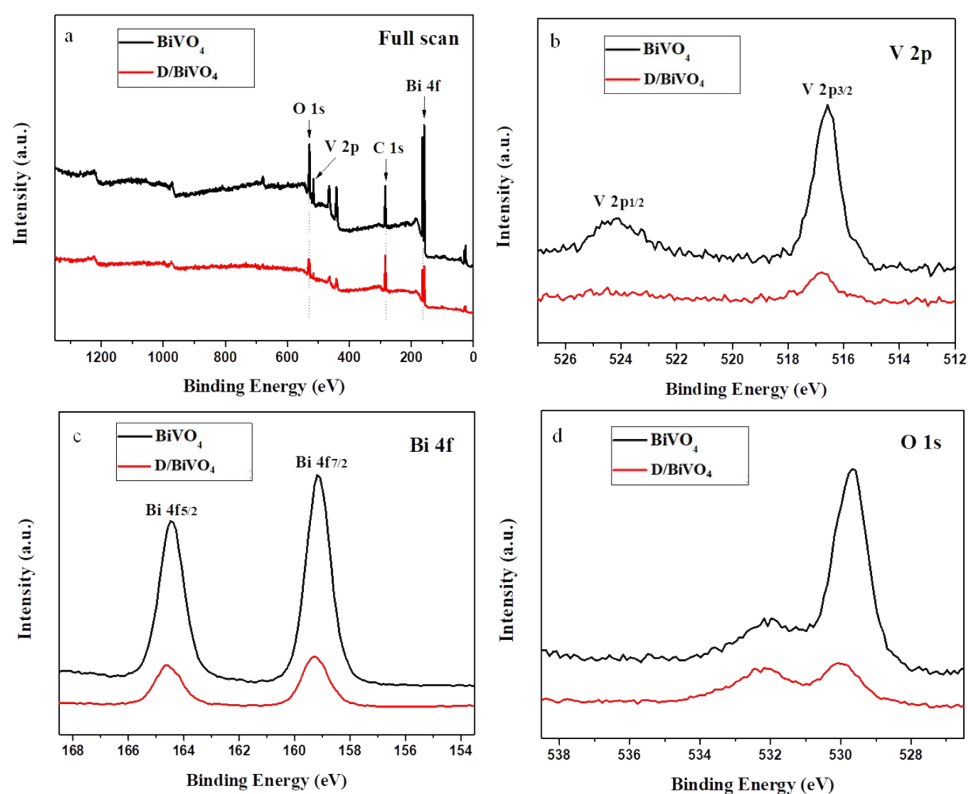 a
BiVO₄
D/BiVO₄
Full scan
O 1s
V 2p
C 1s
Bi 4f
Intensity (a.u.)
1200 1000 800 600 400 200 0
Binding Energy (eV)
b
BiVO₄
D/BiVO₄
V 2p
V 2p3/2
V 2p1/2
Intensity (a.u.)
526 524 522 520 518 516 514 512
Binding Energy (eV)
c
BiVO₄
D/BiVO₄
Bi 4f
Bi 4f7/2
Bi 4f5/2
Intensity (a.u.)
168 166 164 162 160 158 156 154
Binding Energy (eV)
d
BiVO₄
D/BiVO₄
O 1s
Intensity (a.u.)
538 536 534 532 530 528
Binding Energy (eV)